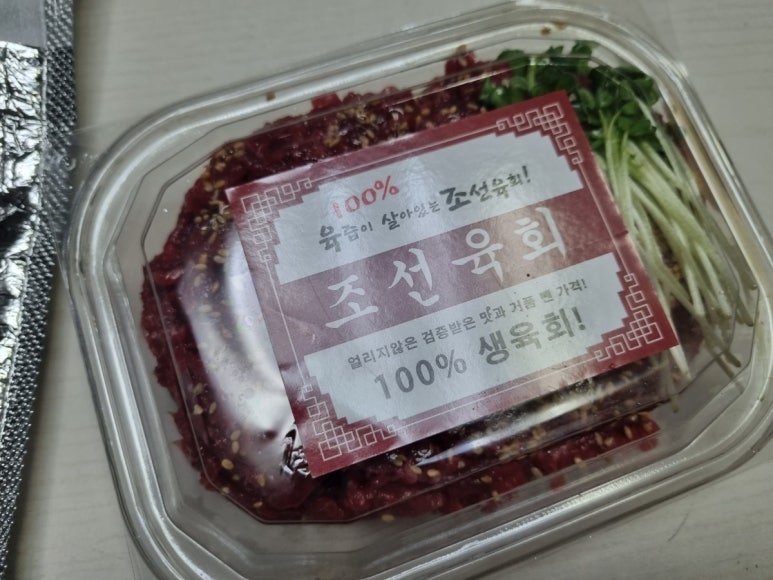 100%
육즙이 살아있는 조선육회!
조선육회
얼리지않은 검증받은 맛과 거품 뺀 가격!
100% 생육회!